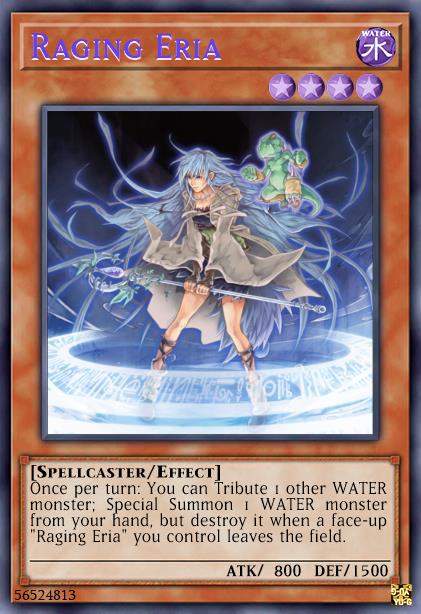 Raging Eria
WATER
水
[Spellcaster/Effect]
Once per turn: You can Tribute 1 other WATER
monster; Special Summon 1 WATER monster
from your hand, but destroy it when a face-up
"Raging Eria" you control leaves the field.
ATK/ 800 DEF/1500
56524813